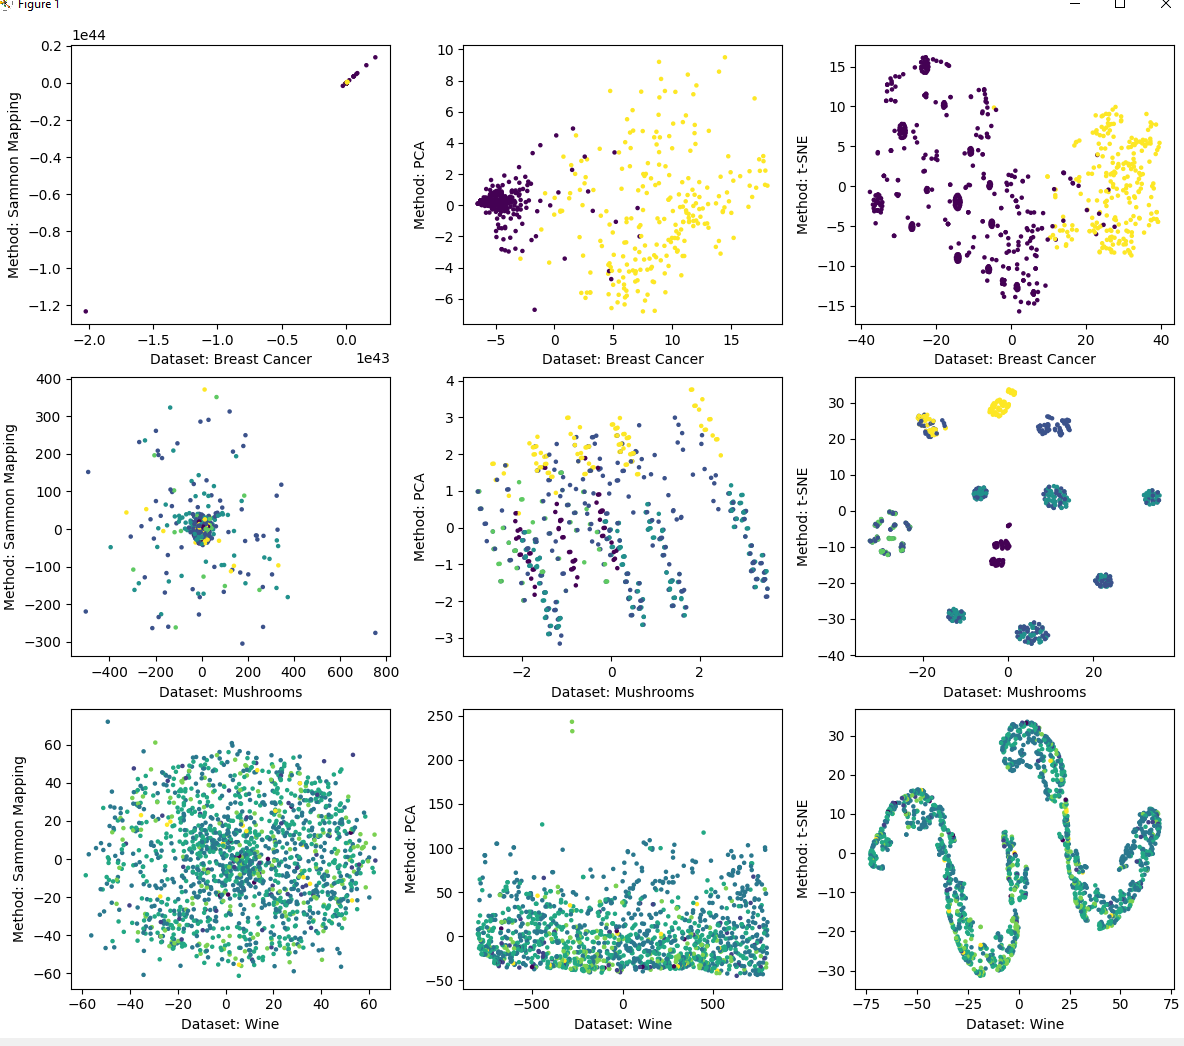 Figure 1
1e44
0.2
0.0
−0.2
−0.4
−0.6
−0.8
−1.0
−1.2
Method: Sammon Mapping
−2.0 −1.5 −1.0 −0.5 0.0
1e43
Dataset: Breast Cancer
10
8
6
4
2
0
−2
−4
−6
Method: PCA
−5 0 5 10 15
Dataset: Breast Cancer
15
10
5
0
−5
−10
−15
Method: t-SNE
−40 −20 0 20 40
Dataset: Breast Cancer
400
300
200
100
0
−100
−200
−300
Method: Sammon Mapping
−400 −200 0 200 400 600 800
Dataset: Mushrooms
4
3
2
1
0
−1
−2
−3
Method: PCA
−2 0 2
Dataset: Mushrooms
30
20
10
0
−10
−20
−30
−40
Method: t-SNE
−20 0 20
Dataset: Mushrooms
60
40
20
0
−20
−40
−60
Method: Sammon Mapping
−60 −40 −20 0 20 40 60
Dataset: Wine
250
200
150
100
50
0
−50
Method: PCA
−500 0 500
Dataset: Wine
30
20
10
0
−10
−20
−30
Method: t-SNE
−75 −50 −25 0 25 50 75
Dataset: Wine